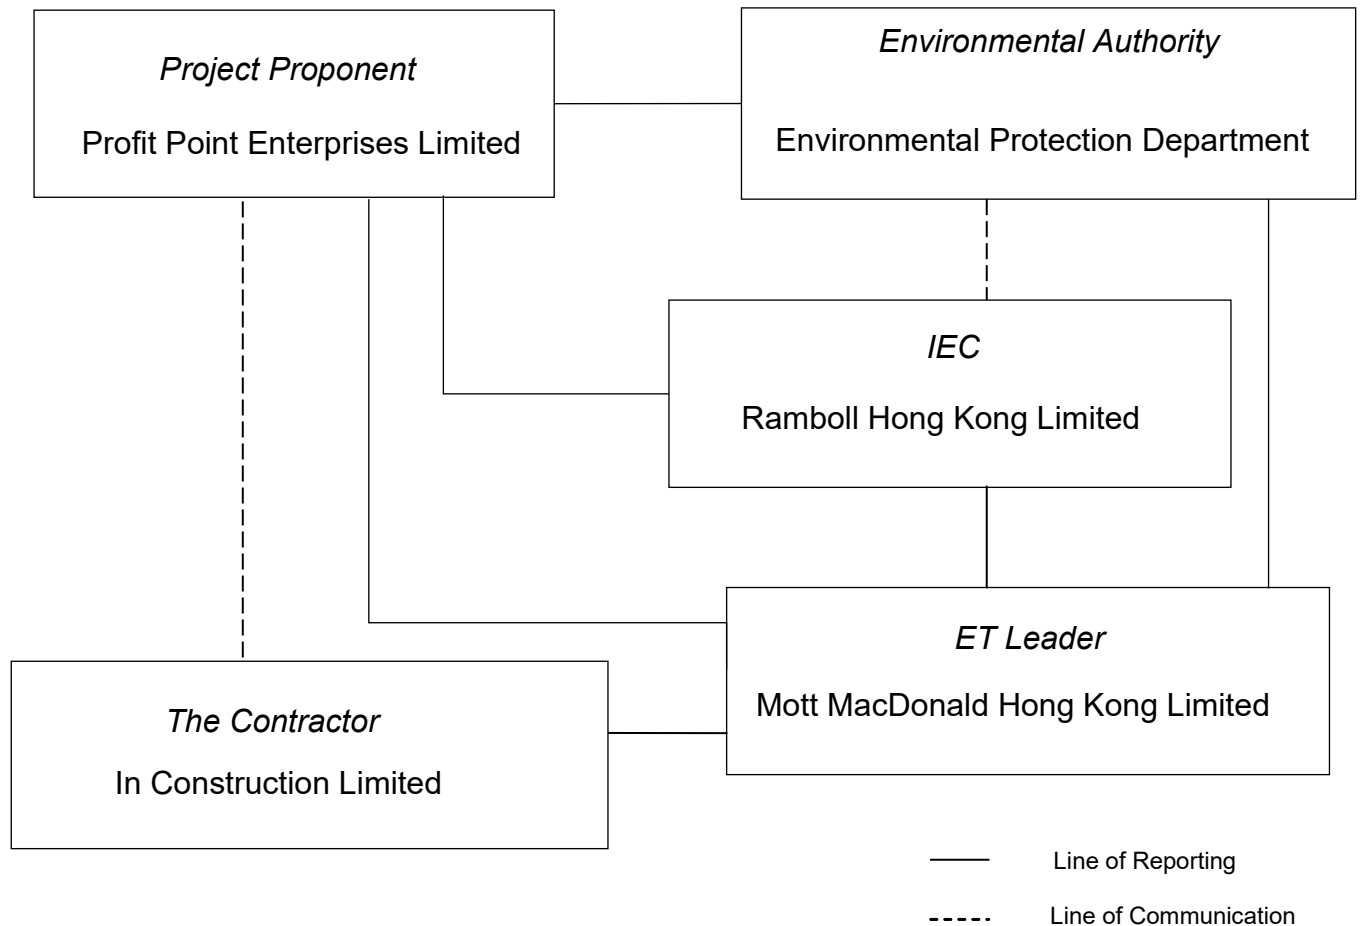 Project Proponent
Profit Point Enterprises Limited
Environmental Authority
Environmental Protection Department
IEC
Ramboll Hong Kong Limited
ET Leader
Mott MacDonald Hong Kong Limited
The Contractor
In Construction Limited
Line of Reporting
Line of Communication